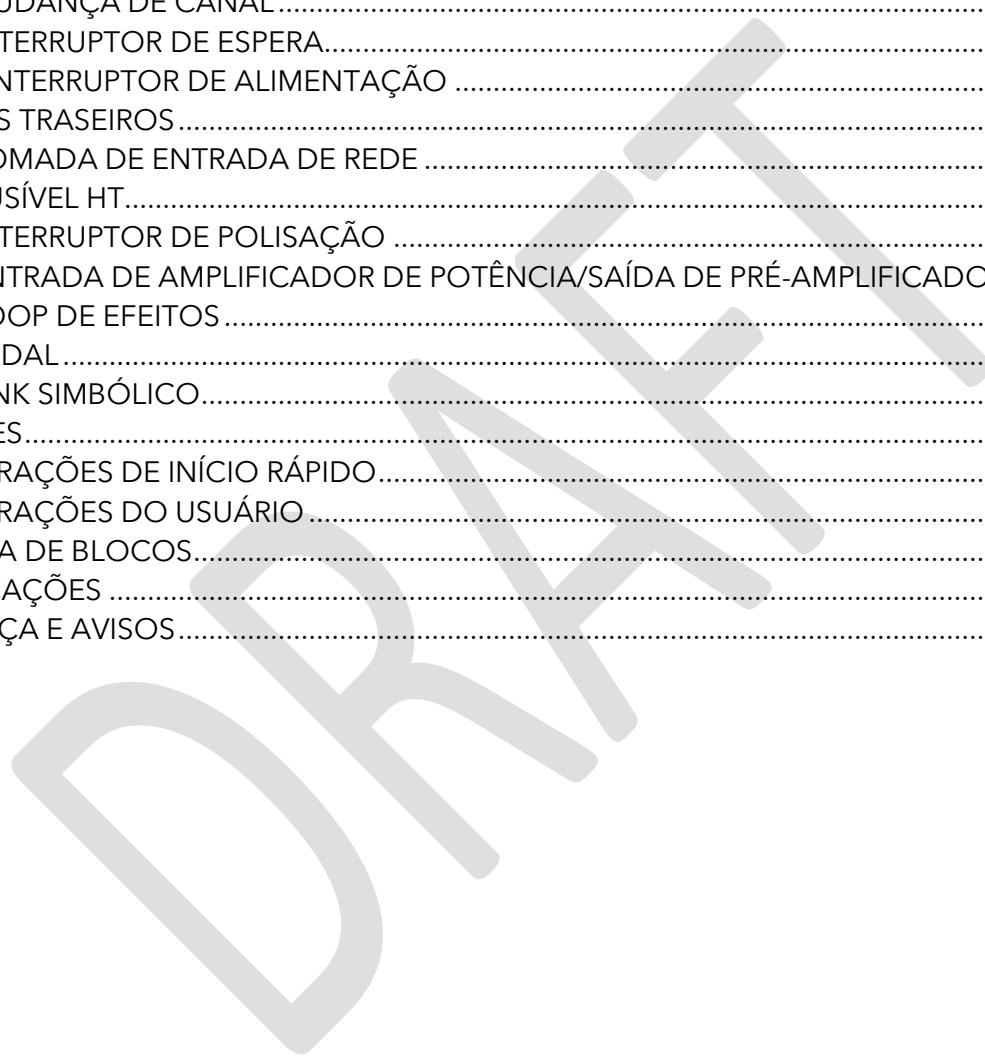 UDANÇA DE CANAL
TERRUPTOR DE ESPERA
NTERRUPTOR DE ALIMENTAÇÃO
S TRASEIROS
OMADA DE ENTRADA DE REDE
USÍVEL HT
TERRUPTOR DE POLISAÇÃO
NTRADA DE AMPLIFICADOR DE POTÊNCIA/SAÍDA DE PRÉ-AMPLIFICADO
OOP DE EFEITOS
DAL
NK SIMBÓLICO
ES
RAÇÕES DE INÍCIO RÁPIDO
RAÇÕES DO USUÁRIO
A DE BLOCOS
AÇÕES
ÇA E AVISOS
DRAFT